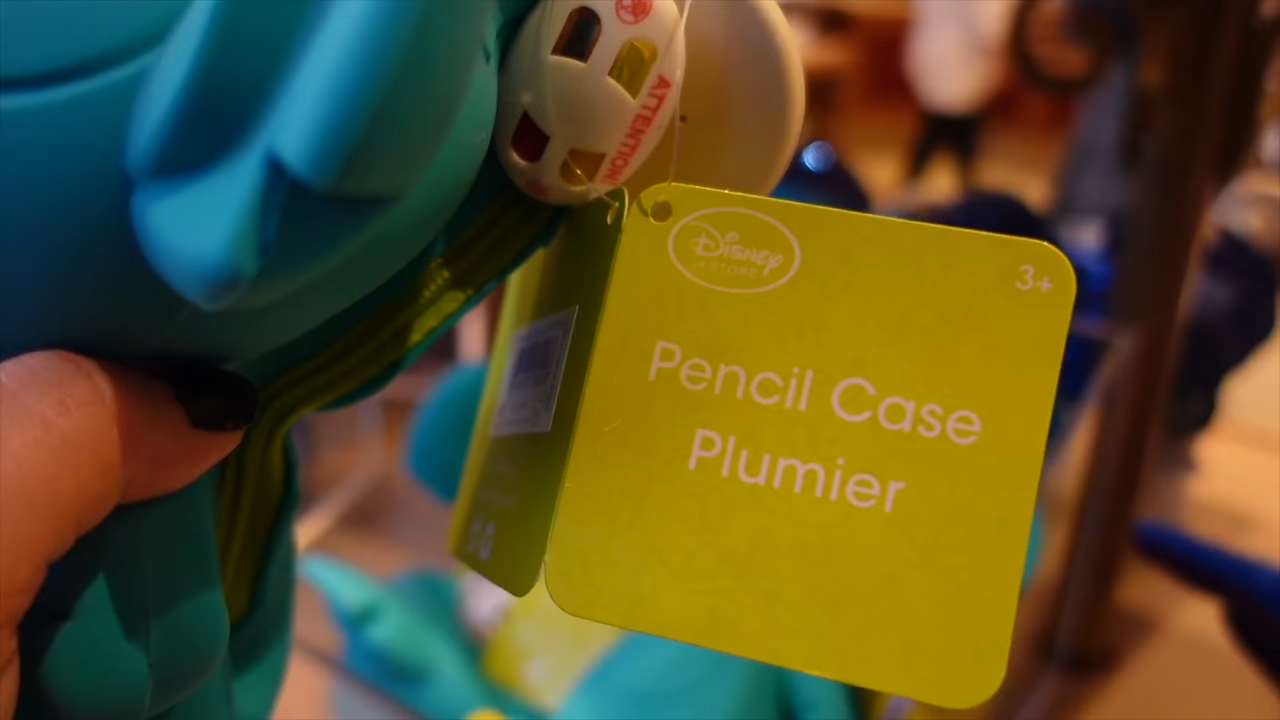 ATTENTION
Disney
STORE
3+
Pencil Case
Plumier